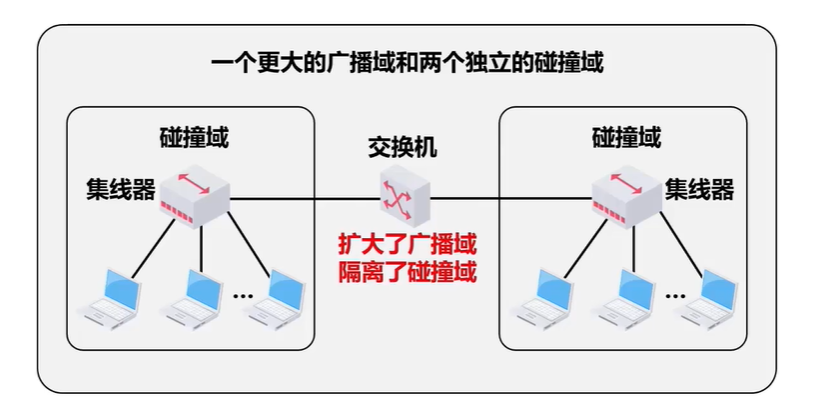 一个更大的广播域和两个独立的碰撞域
碰撞域
交换机
碰撞域
集线器
集线器
扩大了广播域
隔离了碰撞域
...
...